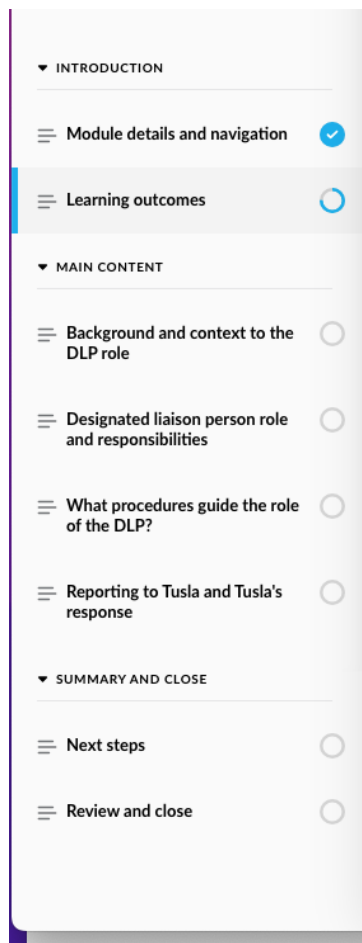 INTRODUCTION
Module details and navigation
Learning outcomes
MAIN CONTENT
Background and context to the
DLP role
Designated liaison person role
and responsibilities
What procedures guide the role
of the DLP?
Reporting to Tusla and Tusla's
response
SUMMARY AND CLOSE
Next steps
Review and close